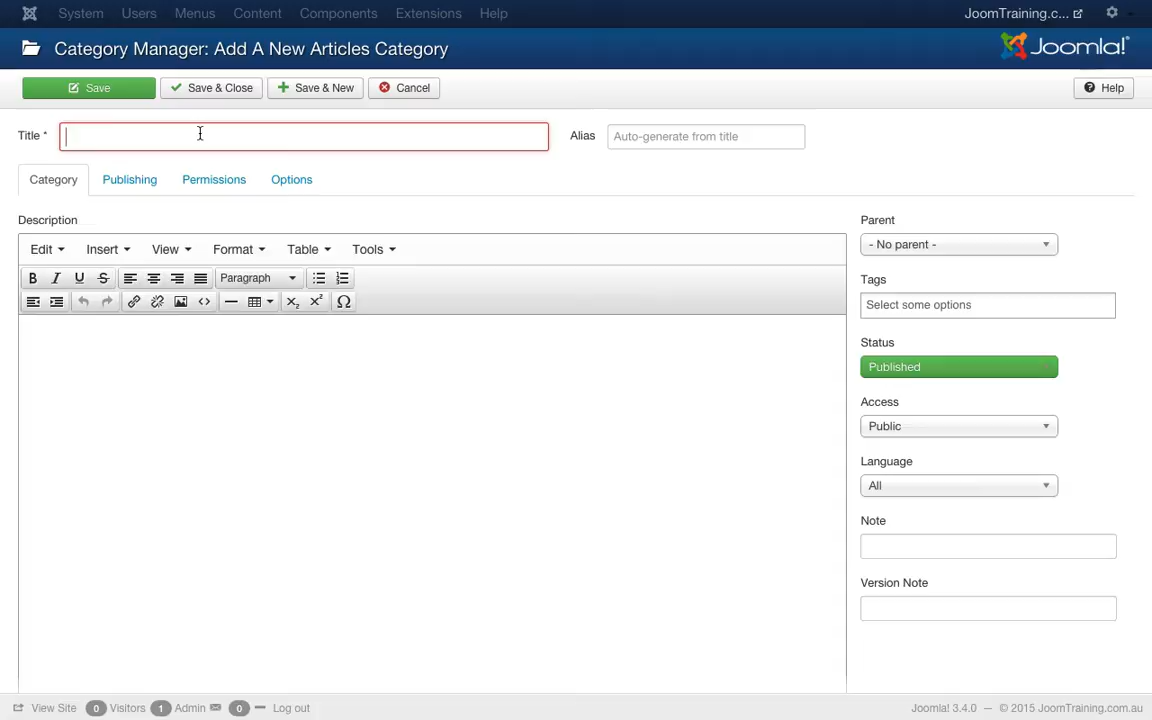 System Users Menus Content Components Extensions Help JoomTraining.c...
Category Manager: Add A New Articles Category Joomla!®
Save Save & Close Save & New Cancel Help
Title * Alias Auto-generate from title
Category Publishing Permissions Options
Description Parent
Edit Insert View Format Table Tools - No parent -
B I U S Paragraph Tags
Select some options
Status
Published
Access
Public
Language
All
Note
Version Note
View Site 0 Visitors 1 Admin 0 Log out Joomla! 3.4.0 — © 2015 JoomTraining.com.au